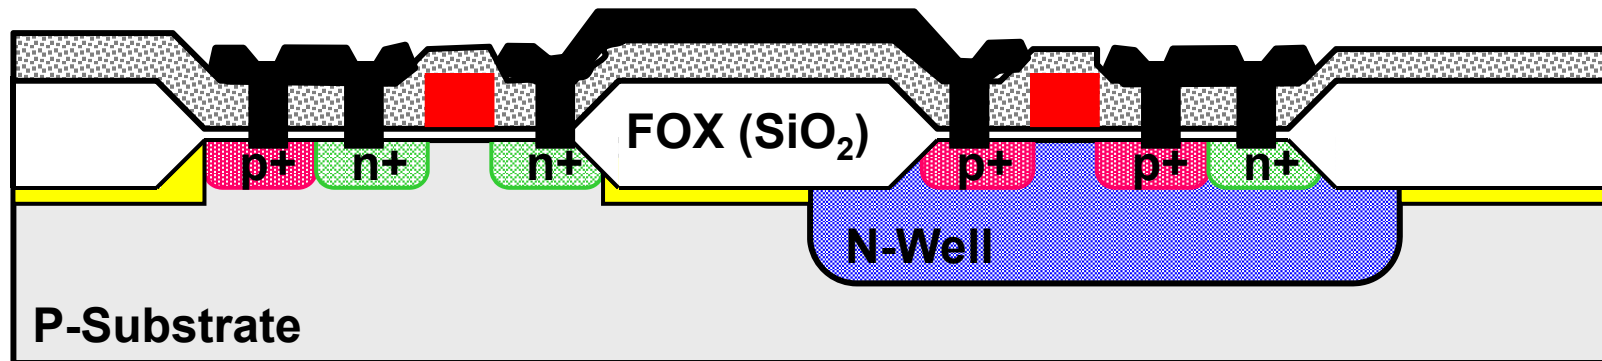 FOX (SiO₂)
p+ n+ n+ p+ p+ n+
N-Well
P-Substrate